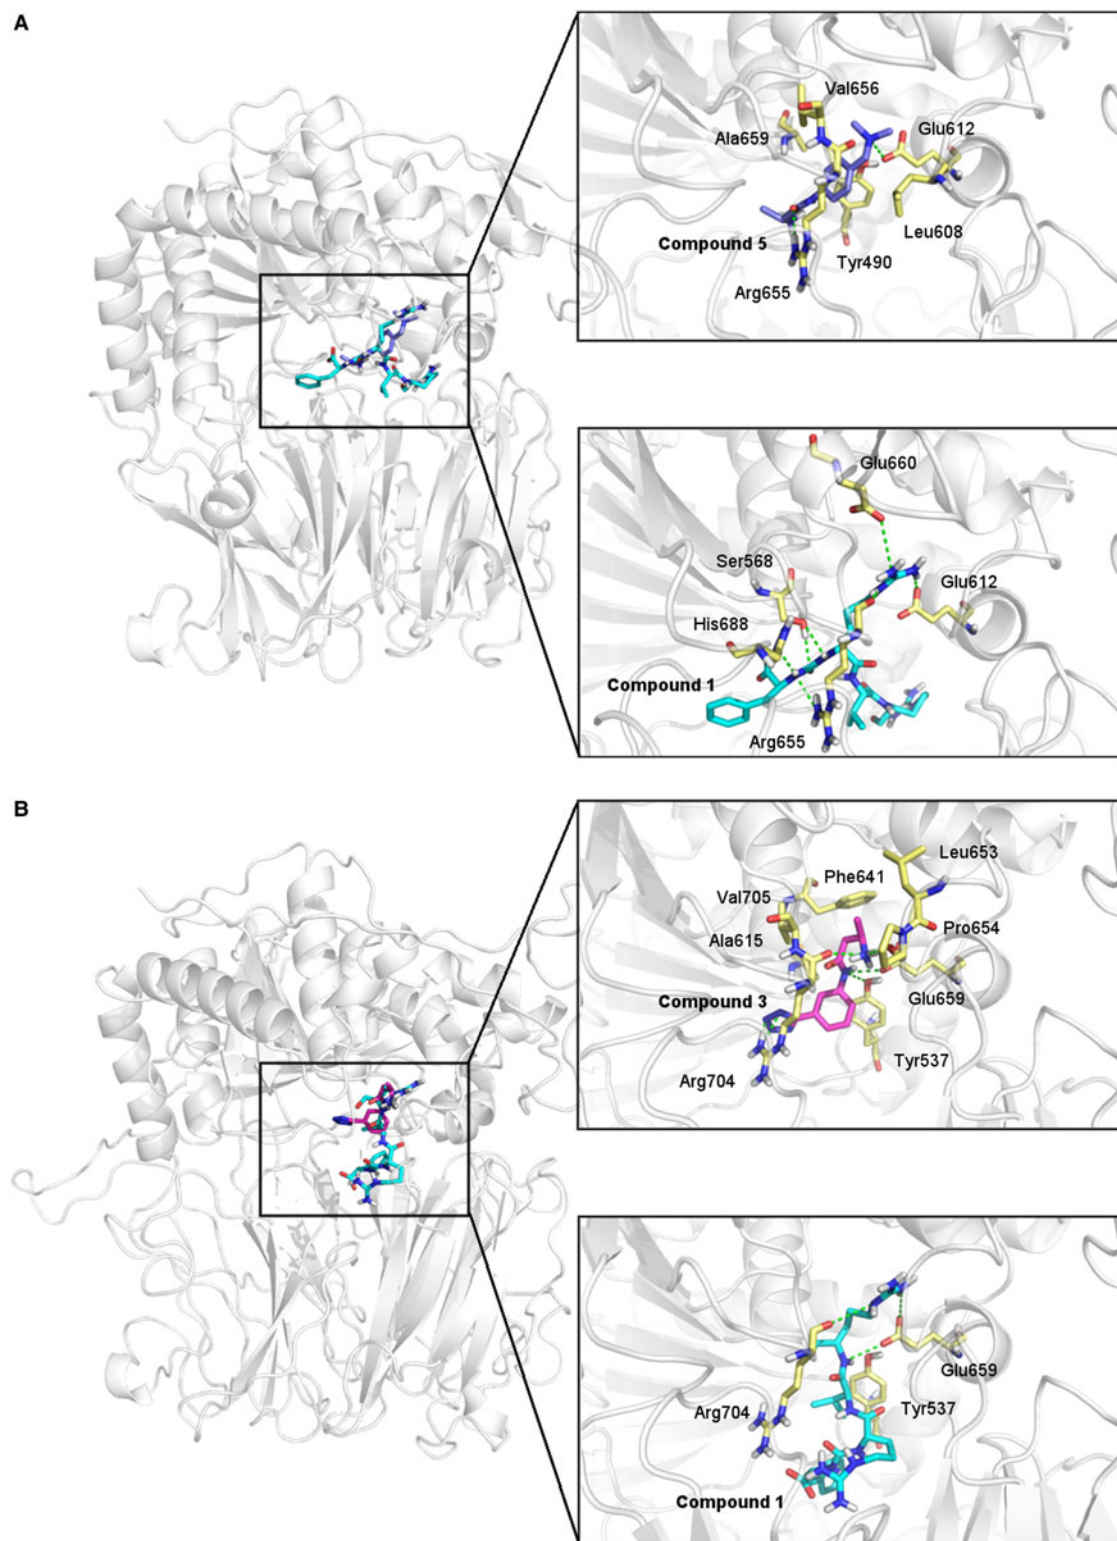 A
Val656
Ala659
Glu612
Compound 5
Leu608
Tyr490
Arg655
Glu660
Ser568
Glu612
His688
Compound 1
Arg655
B
Leu653
Phe641
Val705
Pro654
Ala615
Compound 3
Glu659
Tyr537
Arg704
Glu659
Arg704
Tyr537
Compound 1